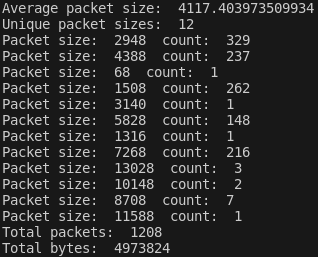 Average packet size:  4117.403973509934
Unique packet sizes:  12
Packet size:  2948  count:  329
Packet size:  4388  count:  237
Packet size:  68  count:  1
Packet size:  1508  count:  262
Packet size:  3140  count:  1
Packet size:  5828  count:  148
Packet size:  1316  count:  1
Packet size:  7268  count:  216
Packet size:  13028  count:  3
Packet size:  10148  count:  2
Packet size:  8708  count:  7
Packet size:  11588  count:  1
Total packets:  1208
Total bytes:  4973824